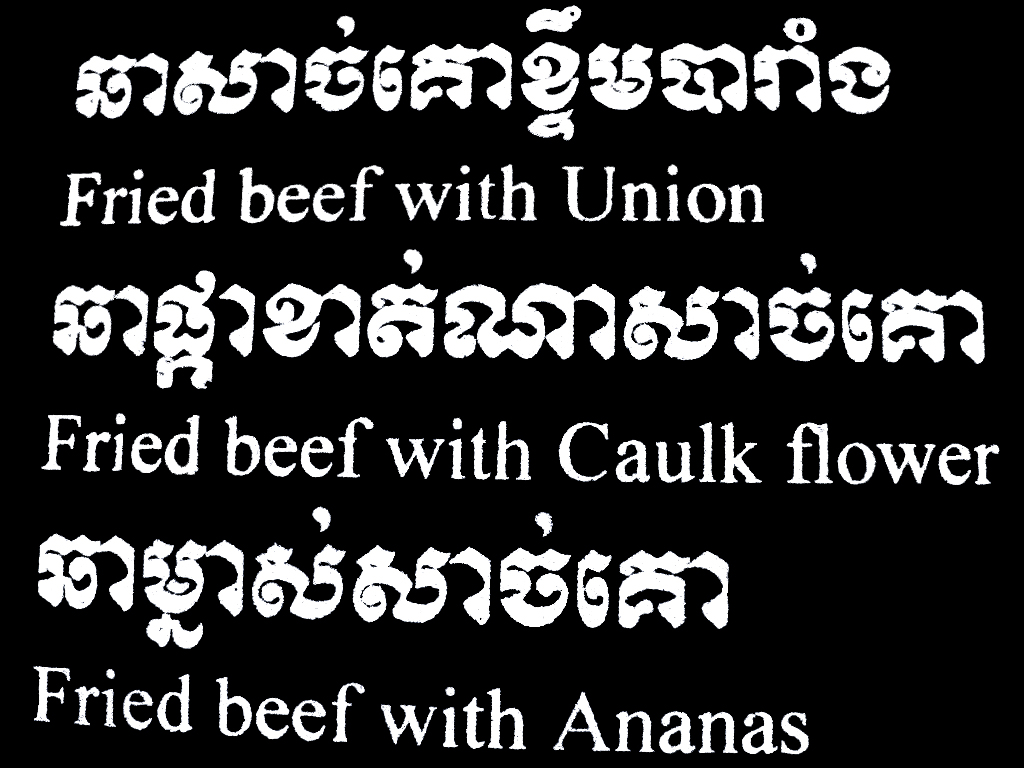 ឆាសាច់គោខ្ទឹមបារាំង
Fried beef with Union
ឆាផ្កាខាត់ណាសាច់គោ
Fried beef with Caulk flower
ឆាម្នាស់សាច់គោ
Fried beef with Ananas